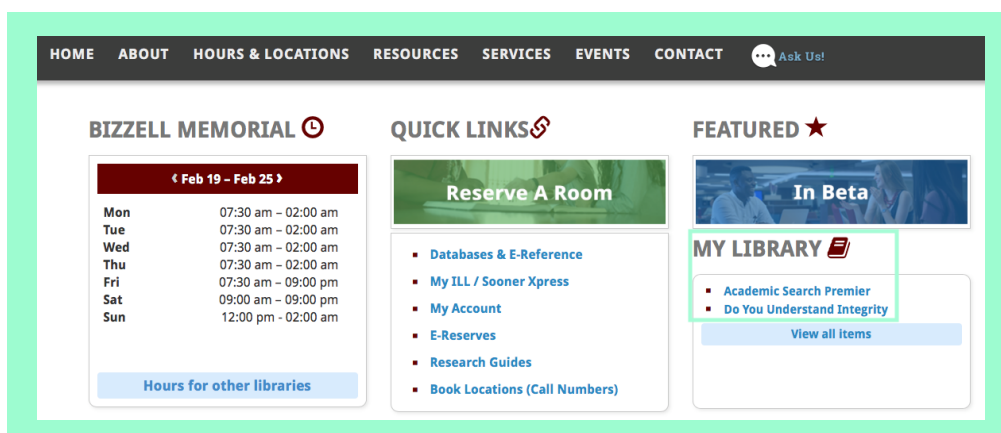 HOME ABOUT HOURS & LOCATIONS RESOURCES SERVICES EVENTS CONTACT Ask Us!
BIZZELL MEMORIAL
‹ Feb 19 – Feb 25 ›
Mon 07:30 am – 02:00 am
Tue 07:30 am – 02:00 am
Wed 07:30 am – 02:00 am
Thu 07:30 am – 02:00 am
Fri 07:30 am – 09:00 pm
Sat 09:00 am – 09:00 pm
Sun 12:00 pm - 02:00 am
Hours for other libraries
QUICK LINKS
Reserve A Room
Databases & E-Reference
My ILL / Sooner Xpress
My Account
E-Reserves
Research Guides
Book Locations (Call Numbers)
FEATURED
In Beta
MY LIBRARY
Academic Search Premier
Do You Understand Integrity
View all items